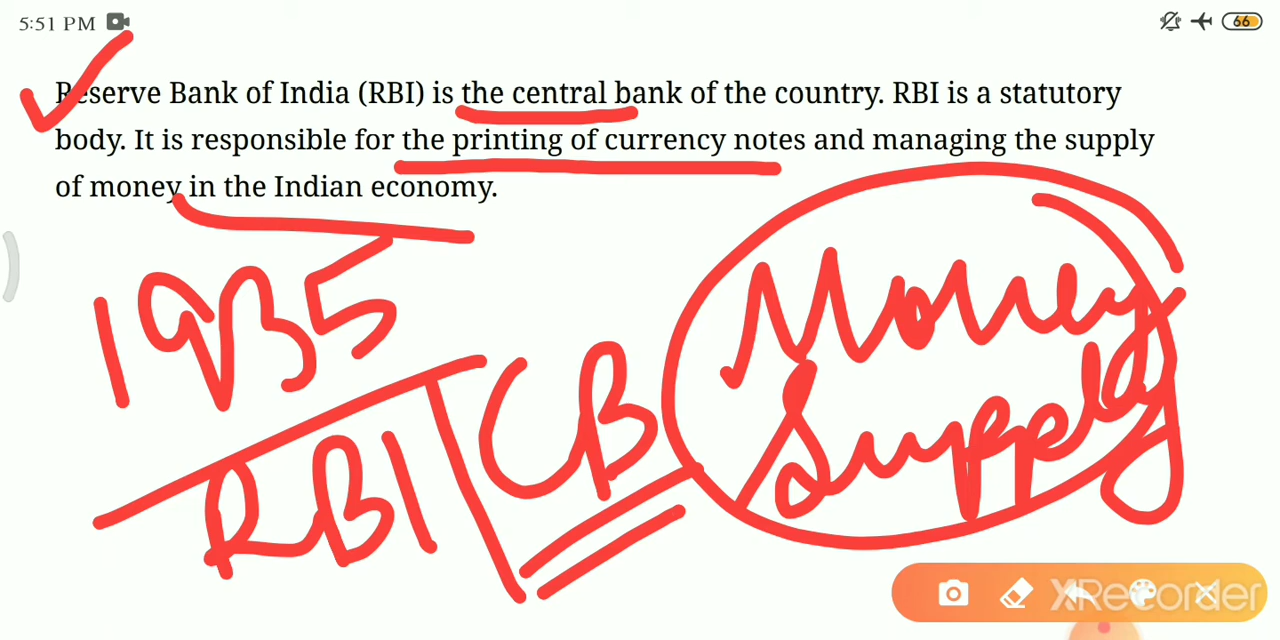 5:51 PM
66
Reserve Bank of India (RBI) is the central bank of the country. RBI is a statutory
body. It is responsible for the printing of currency notes and managing the supply
of money in the Indian economy.
1935
Money
Supply
CB
RBI
XRecorder